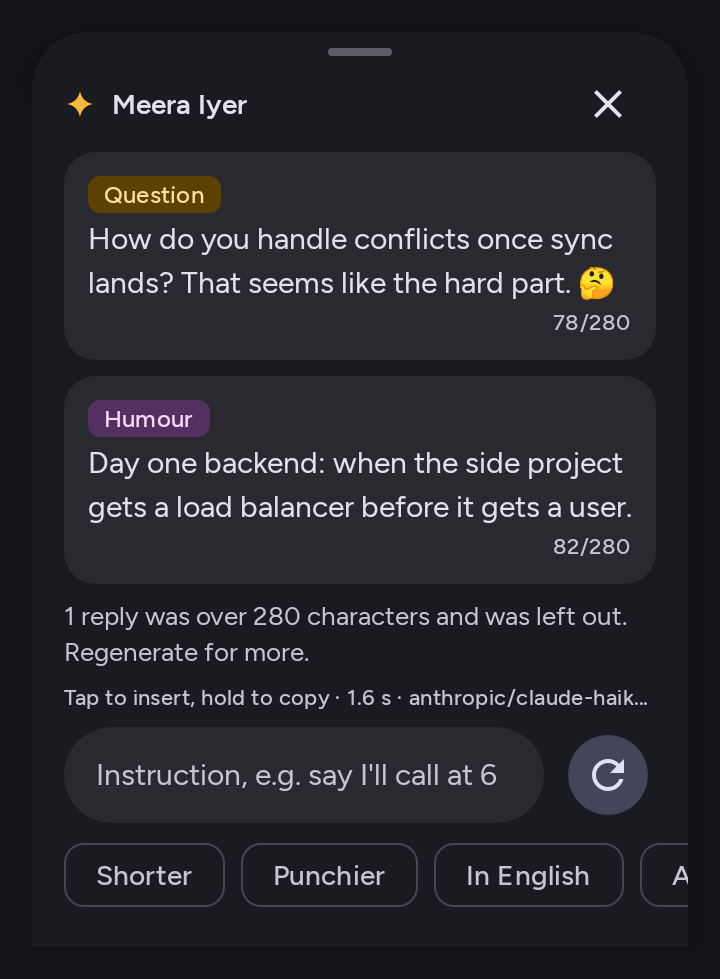 Meera Iyer
Question
How do you handle conflicts once sync
lands? That seems like the hard part. 🤔
78/280
Humour
Day one backend: when the side project
gets a load balancer before it gets a user.
82/280
1 reply was over 280 characters and was left out.
Regenerate for more.
Tap to insert, hold to copy · 1.6 s · anthropic/claude-haik...
Instruction, e.g. say I'll call at 6
Shorter
Punchier
In English